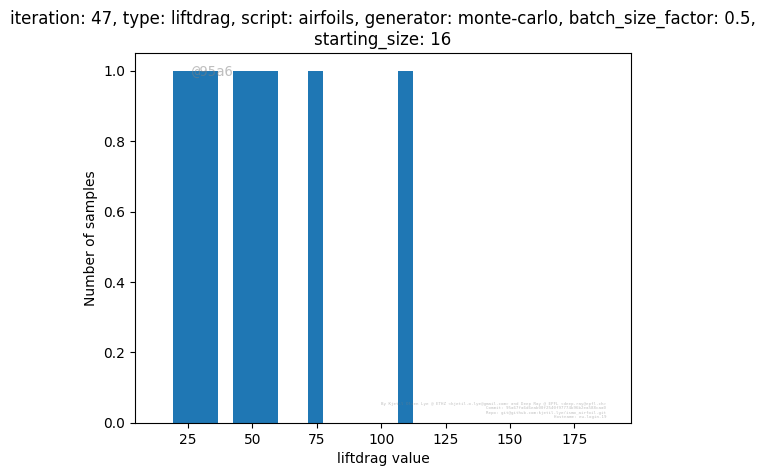 iteration: 47, type: liftdrag, script: airfoils, generator: monte-carlo, batch_size_factor: 0.5,
starting_size: 16
@95a6
1.0
0.8
0.6
0.4
0.2
0.0
Number of samples
25 50 75 100 125 150 175
liftdrag value